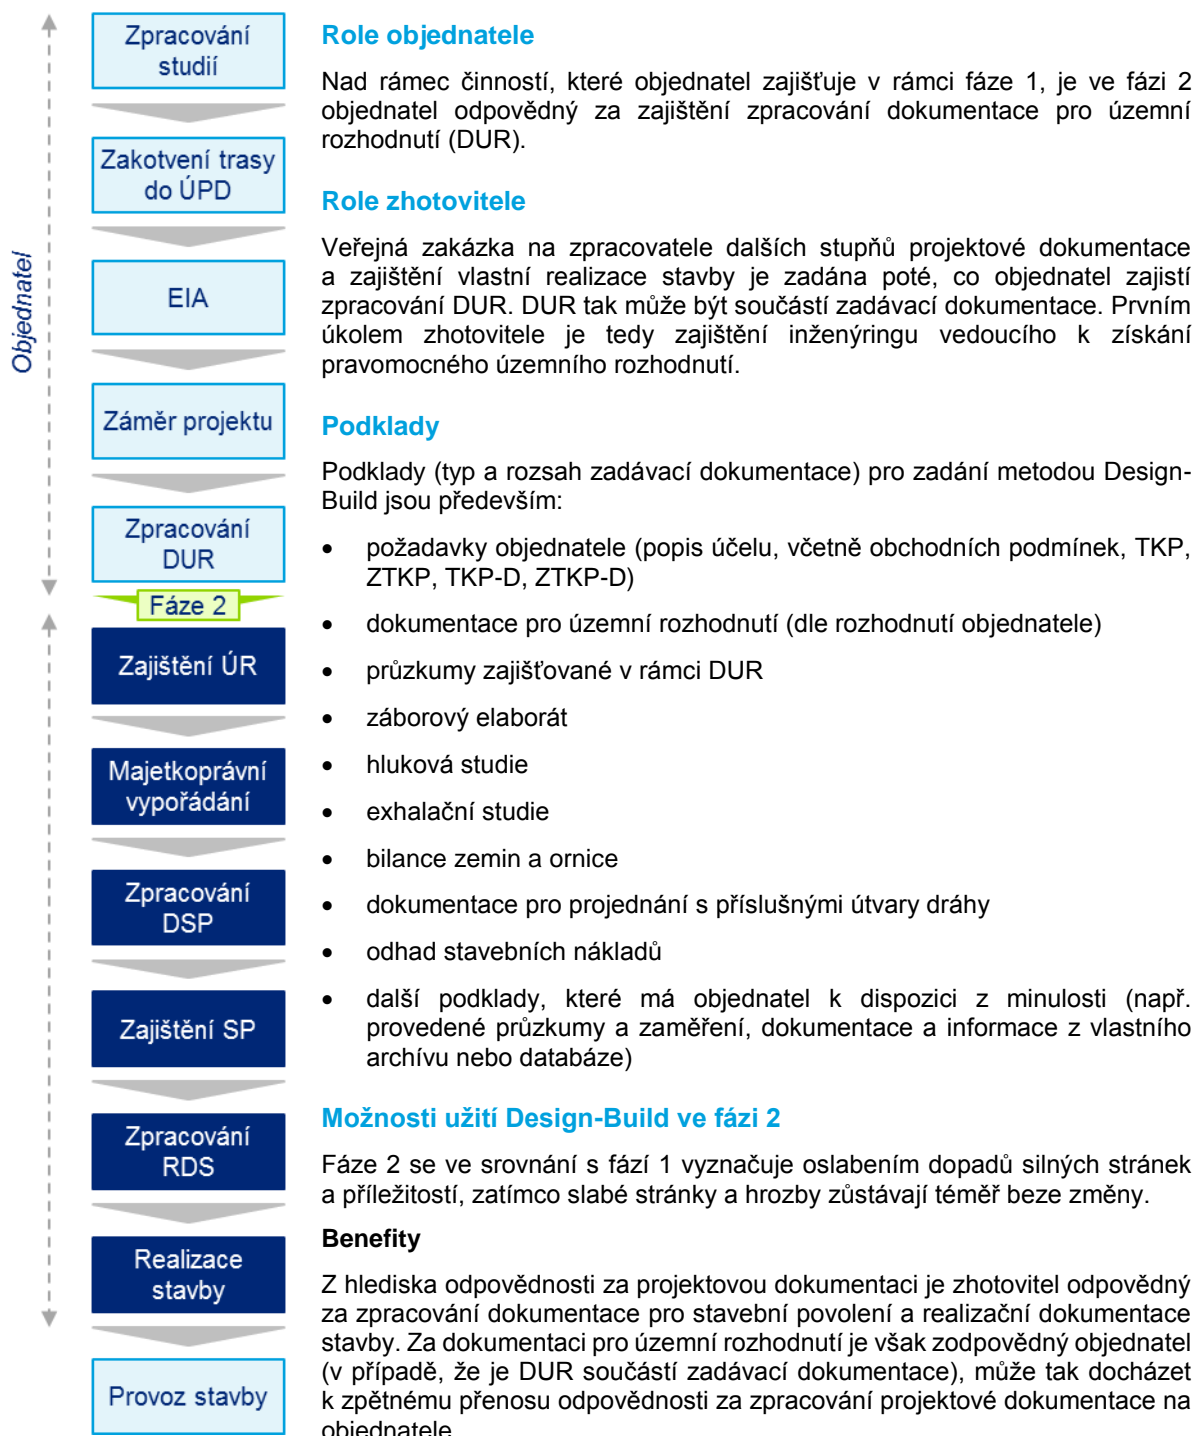 Objednatel
Zpracování
studií
Zakotvení trasy
do ÚPD
EIA
Záměr projektu
Zpracování
DUR
Fáze 2
Zajištění ÚR
Majetkoprávní
vypořádání
Zpracování
DSP
Zajištění SP
Zpracování
RDS
Realizace
stavby
Provoz stavby
Role objednatele
Nad rámec činností, které objednatel zajišťuje v rámci fáze 1, je ve fázi 2
objednatel odpovědný za zajištění zpracování dokumentace pro územní
rozhodnutí (DUR).
Role zhotovitele
Veřejná zakázka na zpracovatele dalších stupňů projektové dokumentace
a zajištění vlastní realizace stavby je zadána poté, co objednatel zajistí
zpracování DUR. DUR tak může být součástí zadávací dokumentace. Prvním
úkolem zhotovitele je tedy zajištění inženýringu vedoucího k získání
pravomocného územního rozhodnutí.
Podklady
Podklady (typ a rozsah zadávací dokumentace) pro zadání metodou Design-
Build jsou především:
• požadavky objednatele (popis účelu, včetně obchodních podmínek, TKP,
ZTKP, TKP-D, ZTKP-D)
• dokumentace pro územní rozhodnutí (dle rozhodnutí objednatele)
• průzkumy zajišťované v rámci DUR
• záborový elaborát
• hluková studie
• exhalační studie
• bilance zemin a ornice
• dokumentace pro projednání s příslušnými útvary dráhy
• odhad stavebních nákladů
• další podklady, které má objednatel k dispozici z minulosti (např.
provedené průzkumy a zaměření, dokumentace a informace z vlastního
archívu nebo databáze)
Možnosti užití Design-Build ve fázi 2
Fáze 2 se ve srovnání s fází 1 vyznačuje oslabením dopadů silných stránek
a příležitostí, zatímco slabé stránky a hrozby zůstávají téměř beze změny.
Benefity
Z hlediska odpovědnosti za projektovou dokumentaci je zhotovitel odpovědný
za zpracování dokumentace pro stavební povolení a realizační dokumentace
stavby. Za dokumentaci pro územní rozhodnutí je však zodpovědný objednatel
(v případě, že je DUR součástí zadávací dokumentace), může tak docházet
k zpětnému přenosu odpovědnosti za zpracování projektové dokumentace na
objednatele